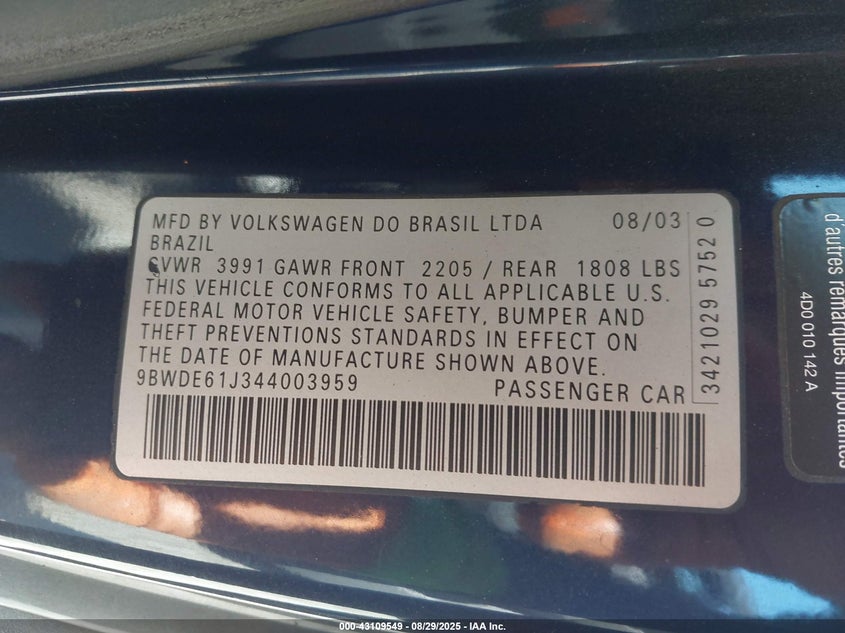 MFD BY VOLKSWAGEN DO BRASIL LTDA 08/03
BRAZIL
GVWR 3991 GAWR FRONT 2205 / REAR 1808 LBS
THIS VEHICLE CONFORMS TO ALL APPLICABLE U.S.
FEDERAL MOTOR VEHICLE SAFETY, BUMPER AND
THEFT PREVENTIONS STANDARDS IN EFFECT ON
THE DATE OF MANUFACTURE SHOWN ABOVE.
9BWDE61J344003959 PASSENGER CAR
3421029 5752 0
d'autres remarques importantes
4D0 010 142 A
000-43109549 - 08/29/2025 - IAA Inc.